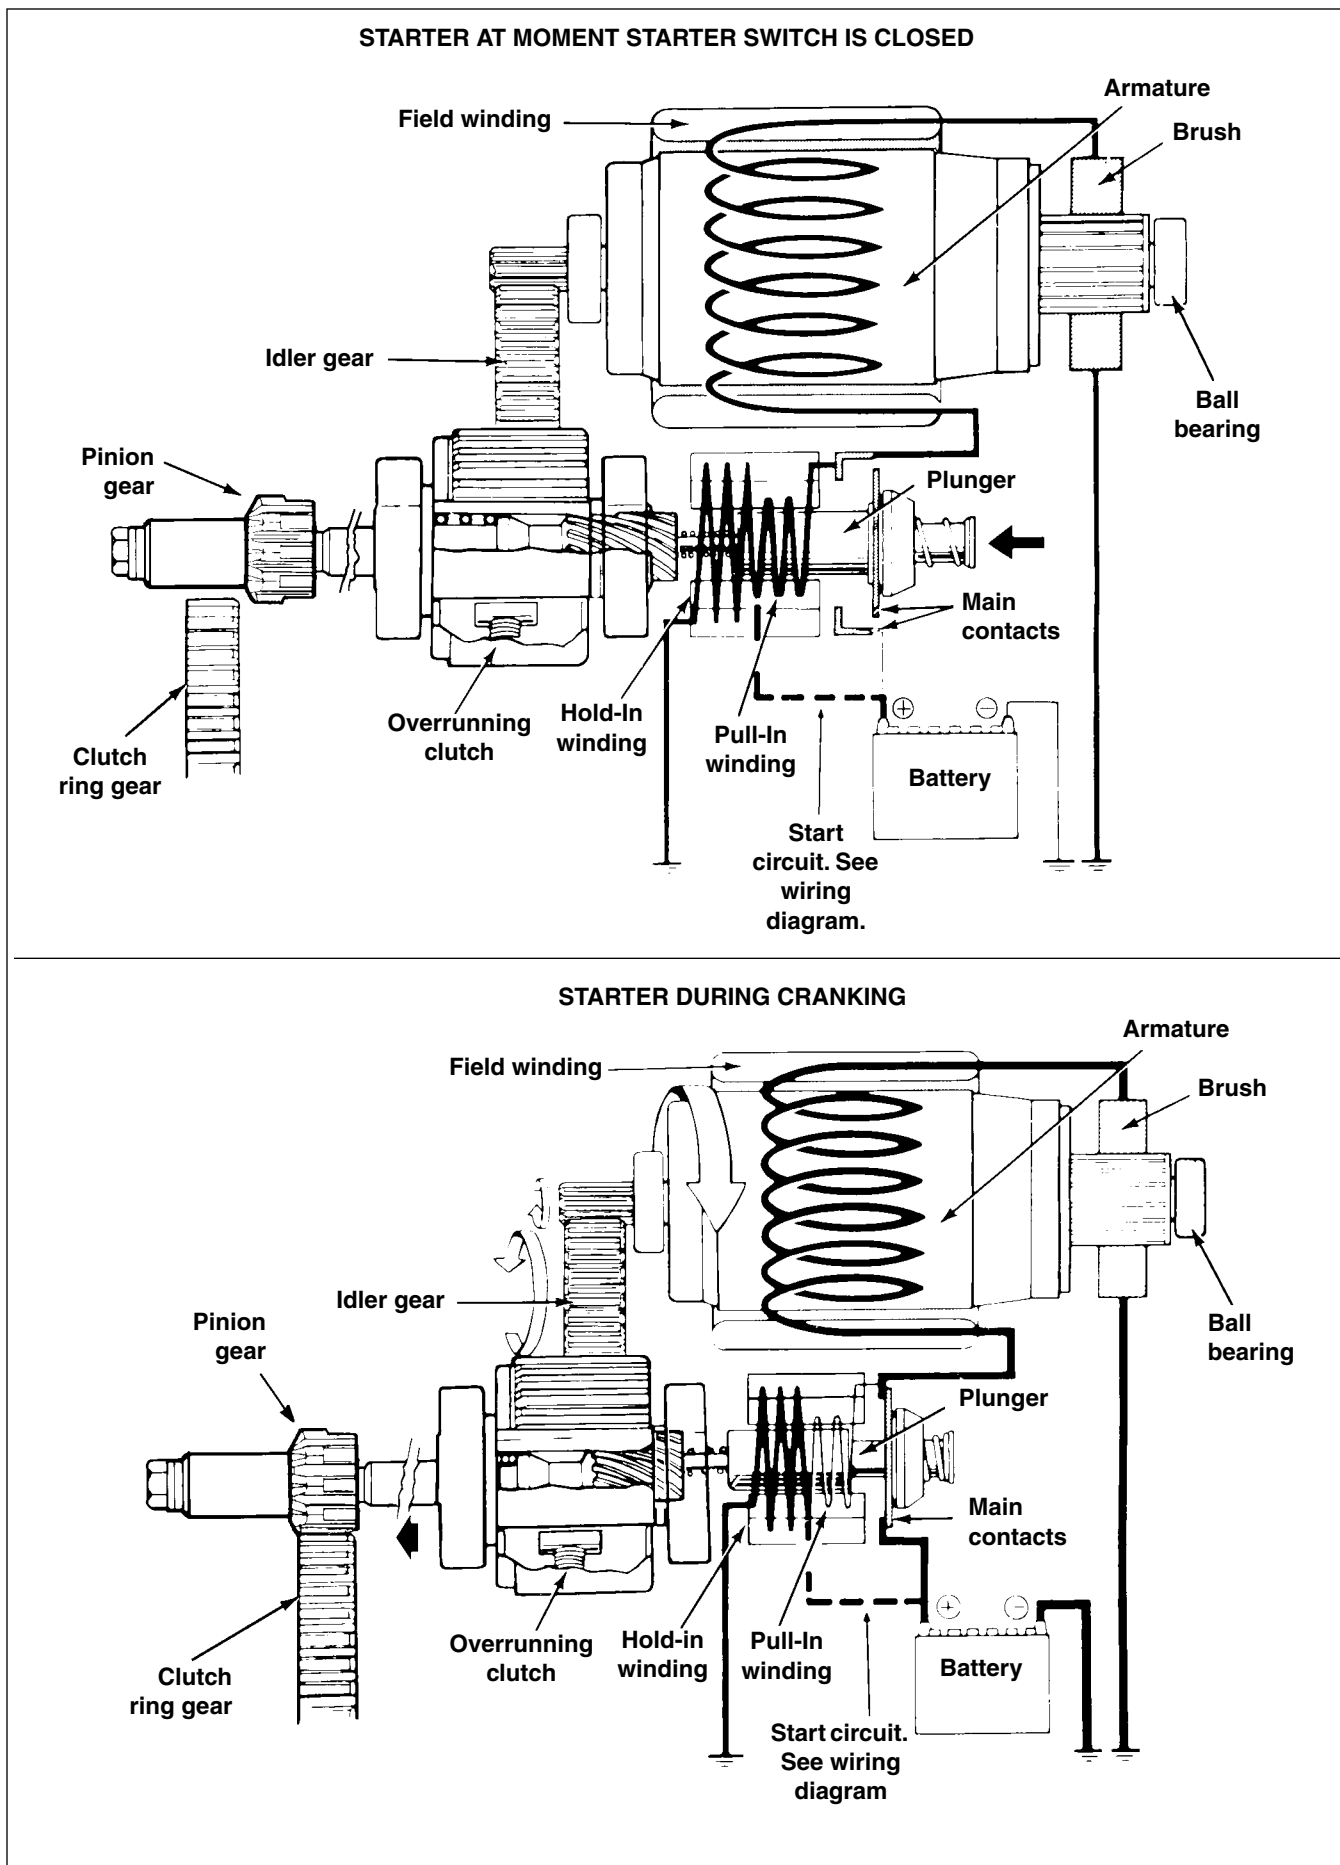 STARTER AT MOMENT STARTER SWITCH IS CLOSED
Armature
Field winding
Brush
Idler gear
Ball
bearing
Pinion
gear
Plunger
Main
contacts
Hold-In
winding
Overrunning
clutch
Pull-In
winding
Clutch
ring gear
+
−
Battery
Start
circuit. See
wiring
diagram.
STARTER DURING CRANKING
Armature
Field winding
Brush
Idler gear
Pinion
gear
Ball
bearing
Plunger
Main
contacts
Overrunning
clutch
Hold-in
winding
Pull-In
winding
+
−
Battery
Clutch
ring gear
Start circuit.
See wiring
diagram